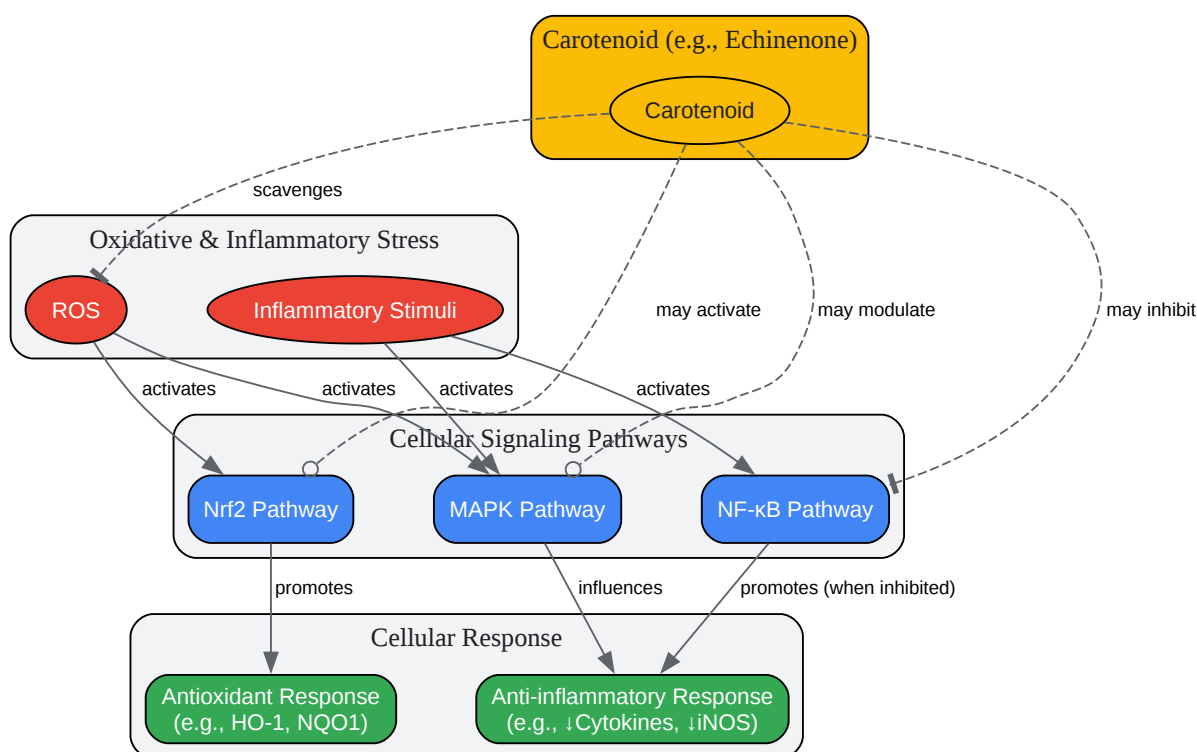 Carotenoid (e.g., Echinenone)
Carotenoid
scavenges
Oxidative & Inflammatory Stress
ROS
Inflammatory Stimuli
may activate
may modulate
may inhibit
activates
activates
activates
activates
Cellular Signaling Pathways
Nrf2 Pathway
MAPK Pathway
NF-κB Pathway
promotes
influences
promotes (when inhibited)
Cellular Response
Antioxidant Response
(e.g., HO-1, NQO1)
Anti-inflammatory Response
(e.g., ↓Cytokines, ↓iNOS)